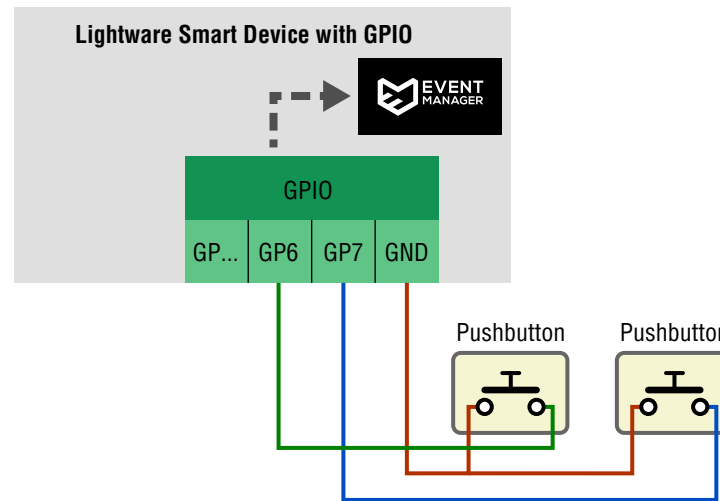 Lightware Smart Device with GPIO
EVENT
MANAGER
GPIO
GP... GP6 GP7 GND
Pushbutton Pushbutton